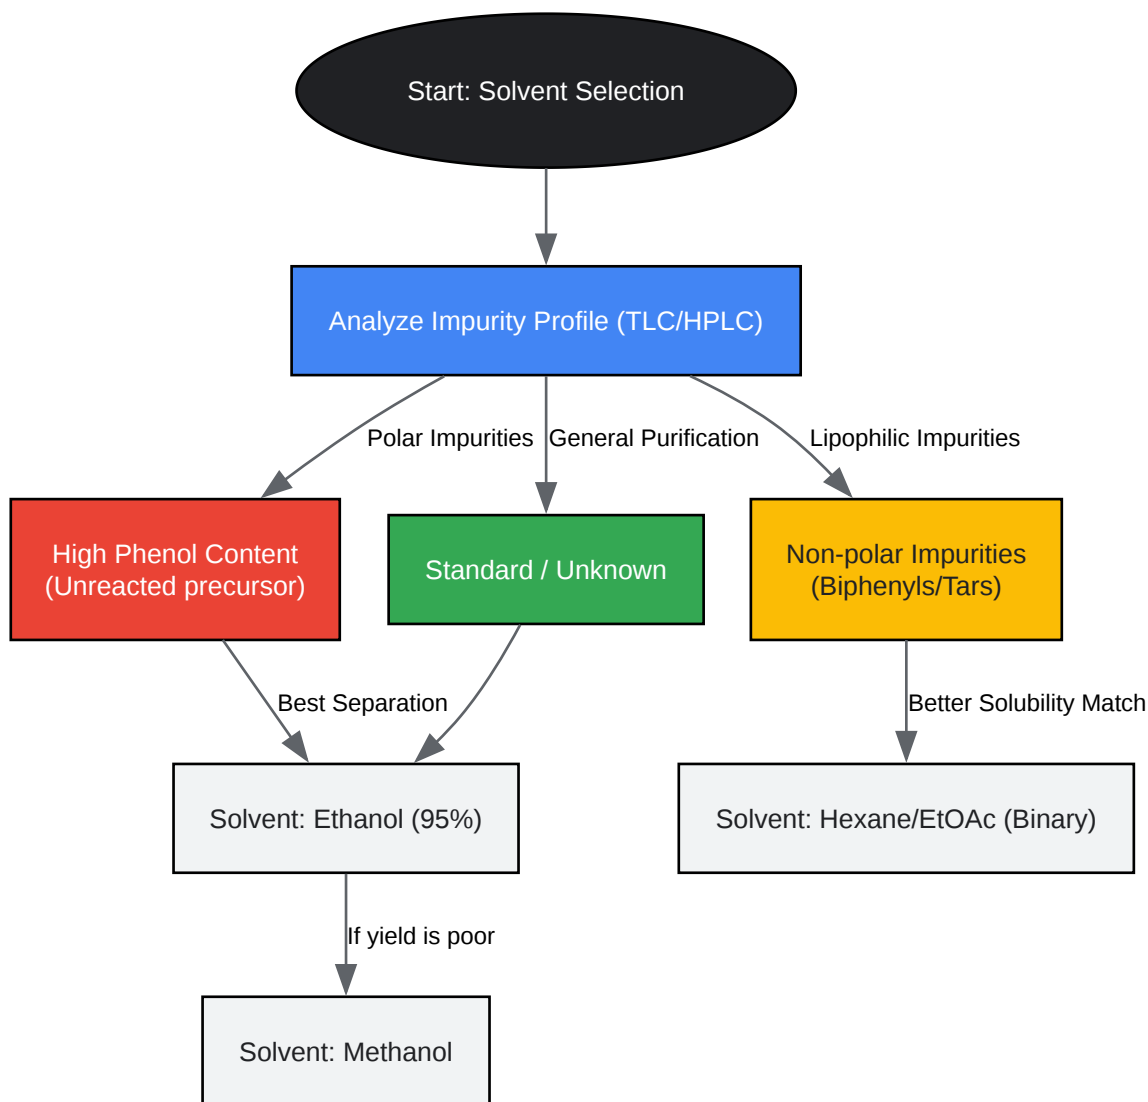 Start: Solvent Selection
Analyze Impurity Profile (TLC/HPLC)
Polar Impurities
General Purification
Lipophilic Impurities
High Phenol Content
(Unreacted precursor)
Standard / Unknown
Non-polar Impurities
(Biphenyls/Tars)
Best Separation
Better Solubility Match
Solvent: Ethanol (95%)
Solvent: Hexane/EtOAc (Binary)
If yield is poor
Solvent: Methanol